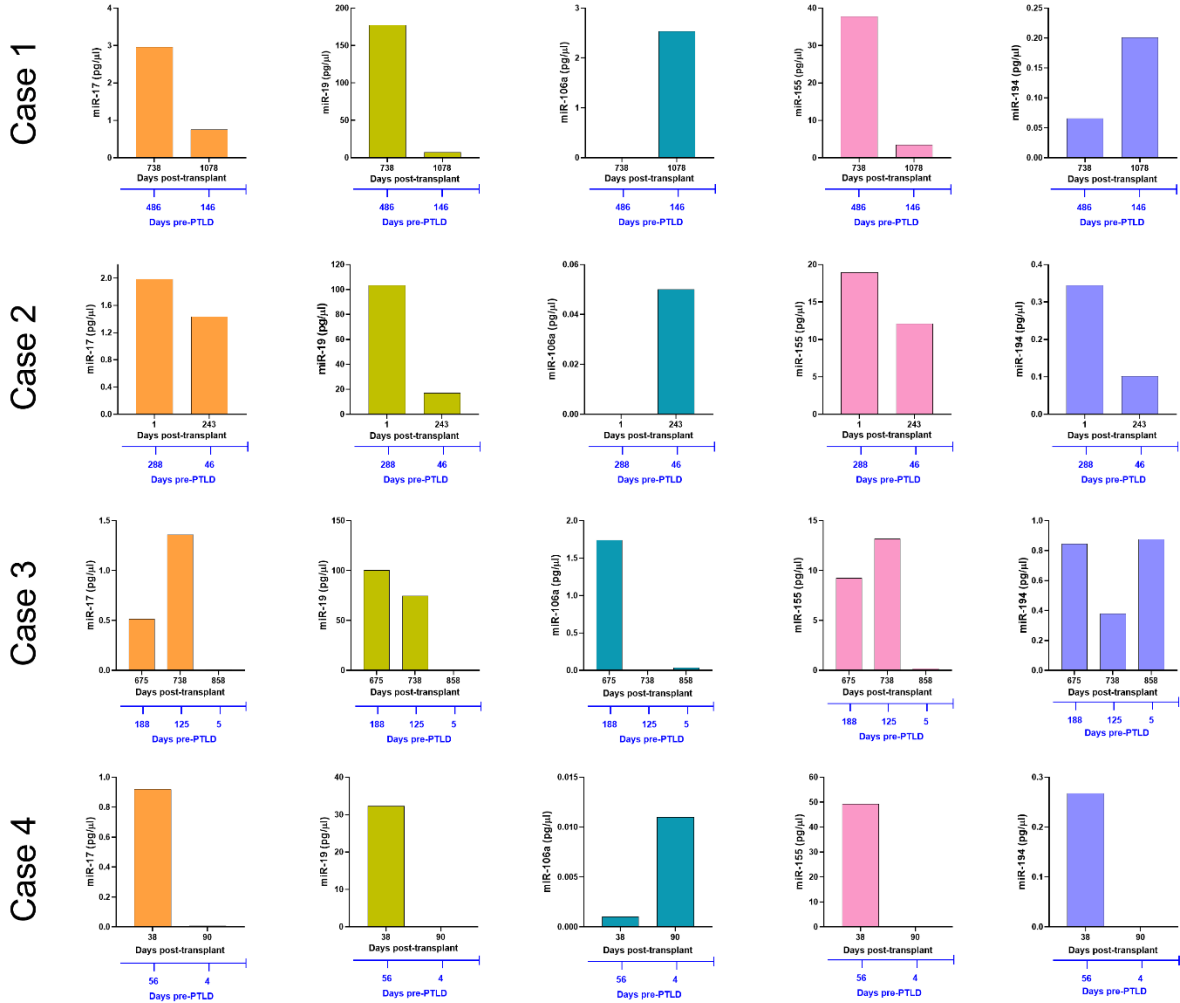 Case 1
miR-17 (pg/µl)
4
3
2
1
0
738 1078
Days post-transplant
486 146
Days pre-PTLD
miR-19 (pg/µl)
200
150
100
50
0
738 1078
Days post-transplant
486 146
Days pre-PTLD
miR-106a (pg/µl)
3
2
1
0
738 1078
Days post-transplant
486 146
Days pre-PTLD
miR-155 (pg/µl)
40
30
20
10
0
738 1078
Days post-transplant
486 146
Days pre-PTLD
miR-194 (pg/µl)
0.25
0.20
0.15
0.10
0.05
0.00
738 1078
Days post-transplant
486 146
Days pre-PTLD
Case 2
miR-17 (pg/µl)
2.0
1.6
1.2
0.8
0.4
0.0
1 243
Days post-transplant
288 46
Days pre-PTLD
miR-19 (pg/µl)
120
100
80
60
40
20
0
1 243
Days post-transplant
288 46
Days pre-PTLD
miR-106a (pg/µl)
0.06
0.04
0.02
0.00
1 243
Days post-transplant
288 46
Days pre-PTLD
miR-155 (pg/µl)
20
15
10
5
0
1 243
Days post-transplant
288 46
Days pre-PTLD
miR-194 (pg/µl)
0.4
0.3
0.2
0.1
0.0
1 243
Days post-transplant
288 46
Days pre-PTLD
Case 3
miR-17 (pg/µl)
1.5
1.0
0.5
0.0
675 738 858
Days post-transplant
188 125 5
Days pre-PTLD
miR-19 (pg/µl)
150
100
50
0
675 738 858
Days post-transplant
188 125 5
Days pre-PTLD
miR-106a (pg/µl)
2.0
1.5
1.0
0.5
0.0
675 738 858
Days post-transplant
188 125 5
Days pre-PTLD
miR-155 (pg/µl)
15
10
5
0
675 738 858
Days post-transplant
188 125 5
Days pre-PTLD
miR-194 (pg/µl)
1.0
0.8
0.6
0.4
0.2
0.0
675 738 858
Days post-transplant
188 125 5
Days pre-PTLD
Case 4
miR-17 (pg/µl)
1.0
0.8
0.6
0.4
0.2
0.0
38 90
Days post-transplant
56 4
Days pre-PTLD
miR-19 (pg/µl)
40
30
20
10
0
38 90
Days post-transplant
56 4
Days pre-PTLD
miR-106a (pg/µl)
0.015
0.010
0.005
0.000
38 90
Days post-transplant
56 4
Days pre-PTLD
miR-155 (pg/µl)
60
50
40
30
20
10
0
38 90
Days post-transplant
56 4
Days pre-PTLD
miR-194 (pg/µl)
0.3
0.2
0.1
0.0
38 90
Days post-transplant
56 4
Days pre-PTLD